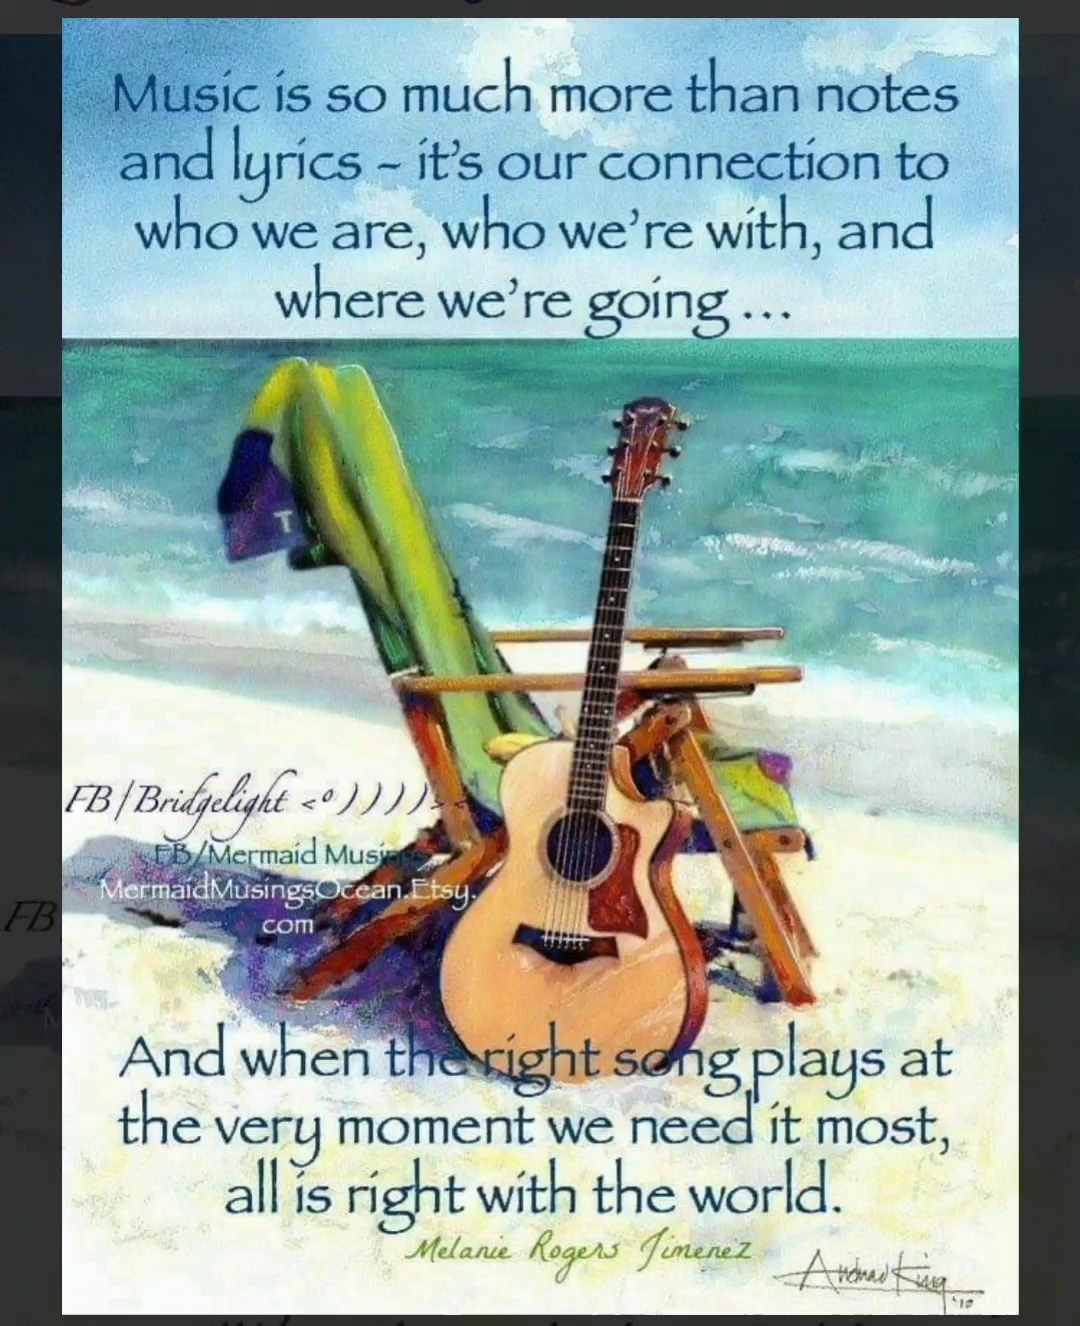 Music is so much more than notes
and lyrics ~ it's our connection to
who we are, who we're with, and
where we're going ...
T
FB/Bridgelight <°))))><
FB/Mermaid Musings
MermaidMusingsOcean.Etsy.
com
FB
And when the right song plays at
the very moment we need it most,
all is right with the world.
Melanie Rogers Jimenez
King
'10